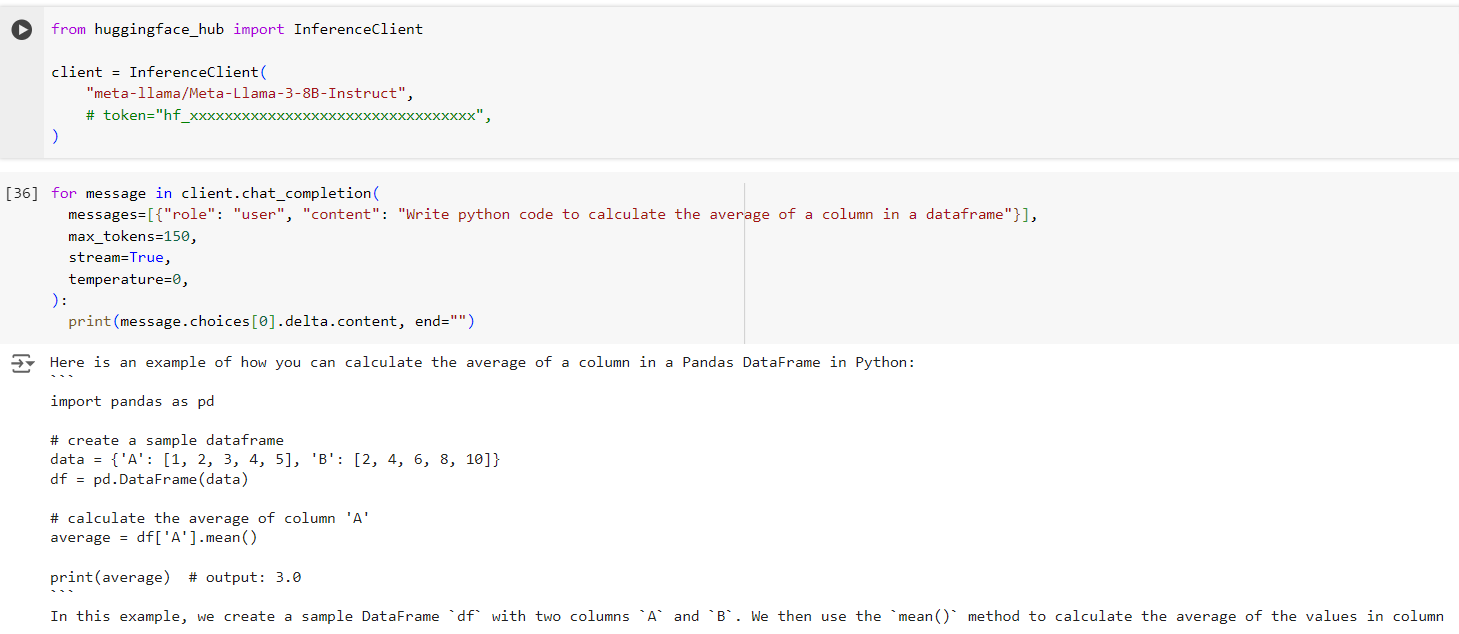 from huggingface_hub import InferenceClient
client = InferenceClient(
"meta-llama/Meta-Llama-3-8B-Instruct",
# token="hf_xxxxxxxxxxxxxxxxxxxxxxxxxxxxxxxxx",
)
[36] for message in client.chat_completion(
messages=[{"role": "user", "content": "Write python code to calculate the average of a column in a dataframe"}],
max_tokens=150,
stream=True,
temperature=0,
):
print(message.choices[0].delta.content, end="")
Here is an example of how you can calculate the average of a column in a Pandas DataFrame in Python:
```
import pandas as pd
# create a sample dataframe
data = {'A': [1, 2, 3, 4, 5], 'B': [2, 4, 6, 8, 10]}
df = pd.DataFrame(data)
# calculate the average of column 'A'
average = df['A'].mean()
print(average)  # output: 3.0
```
In this example, we create a sample DataFrame `df` with two columns `A` and `B`. We then use the `mean()` method to calculate the average of the values in column